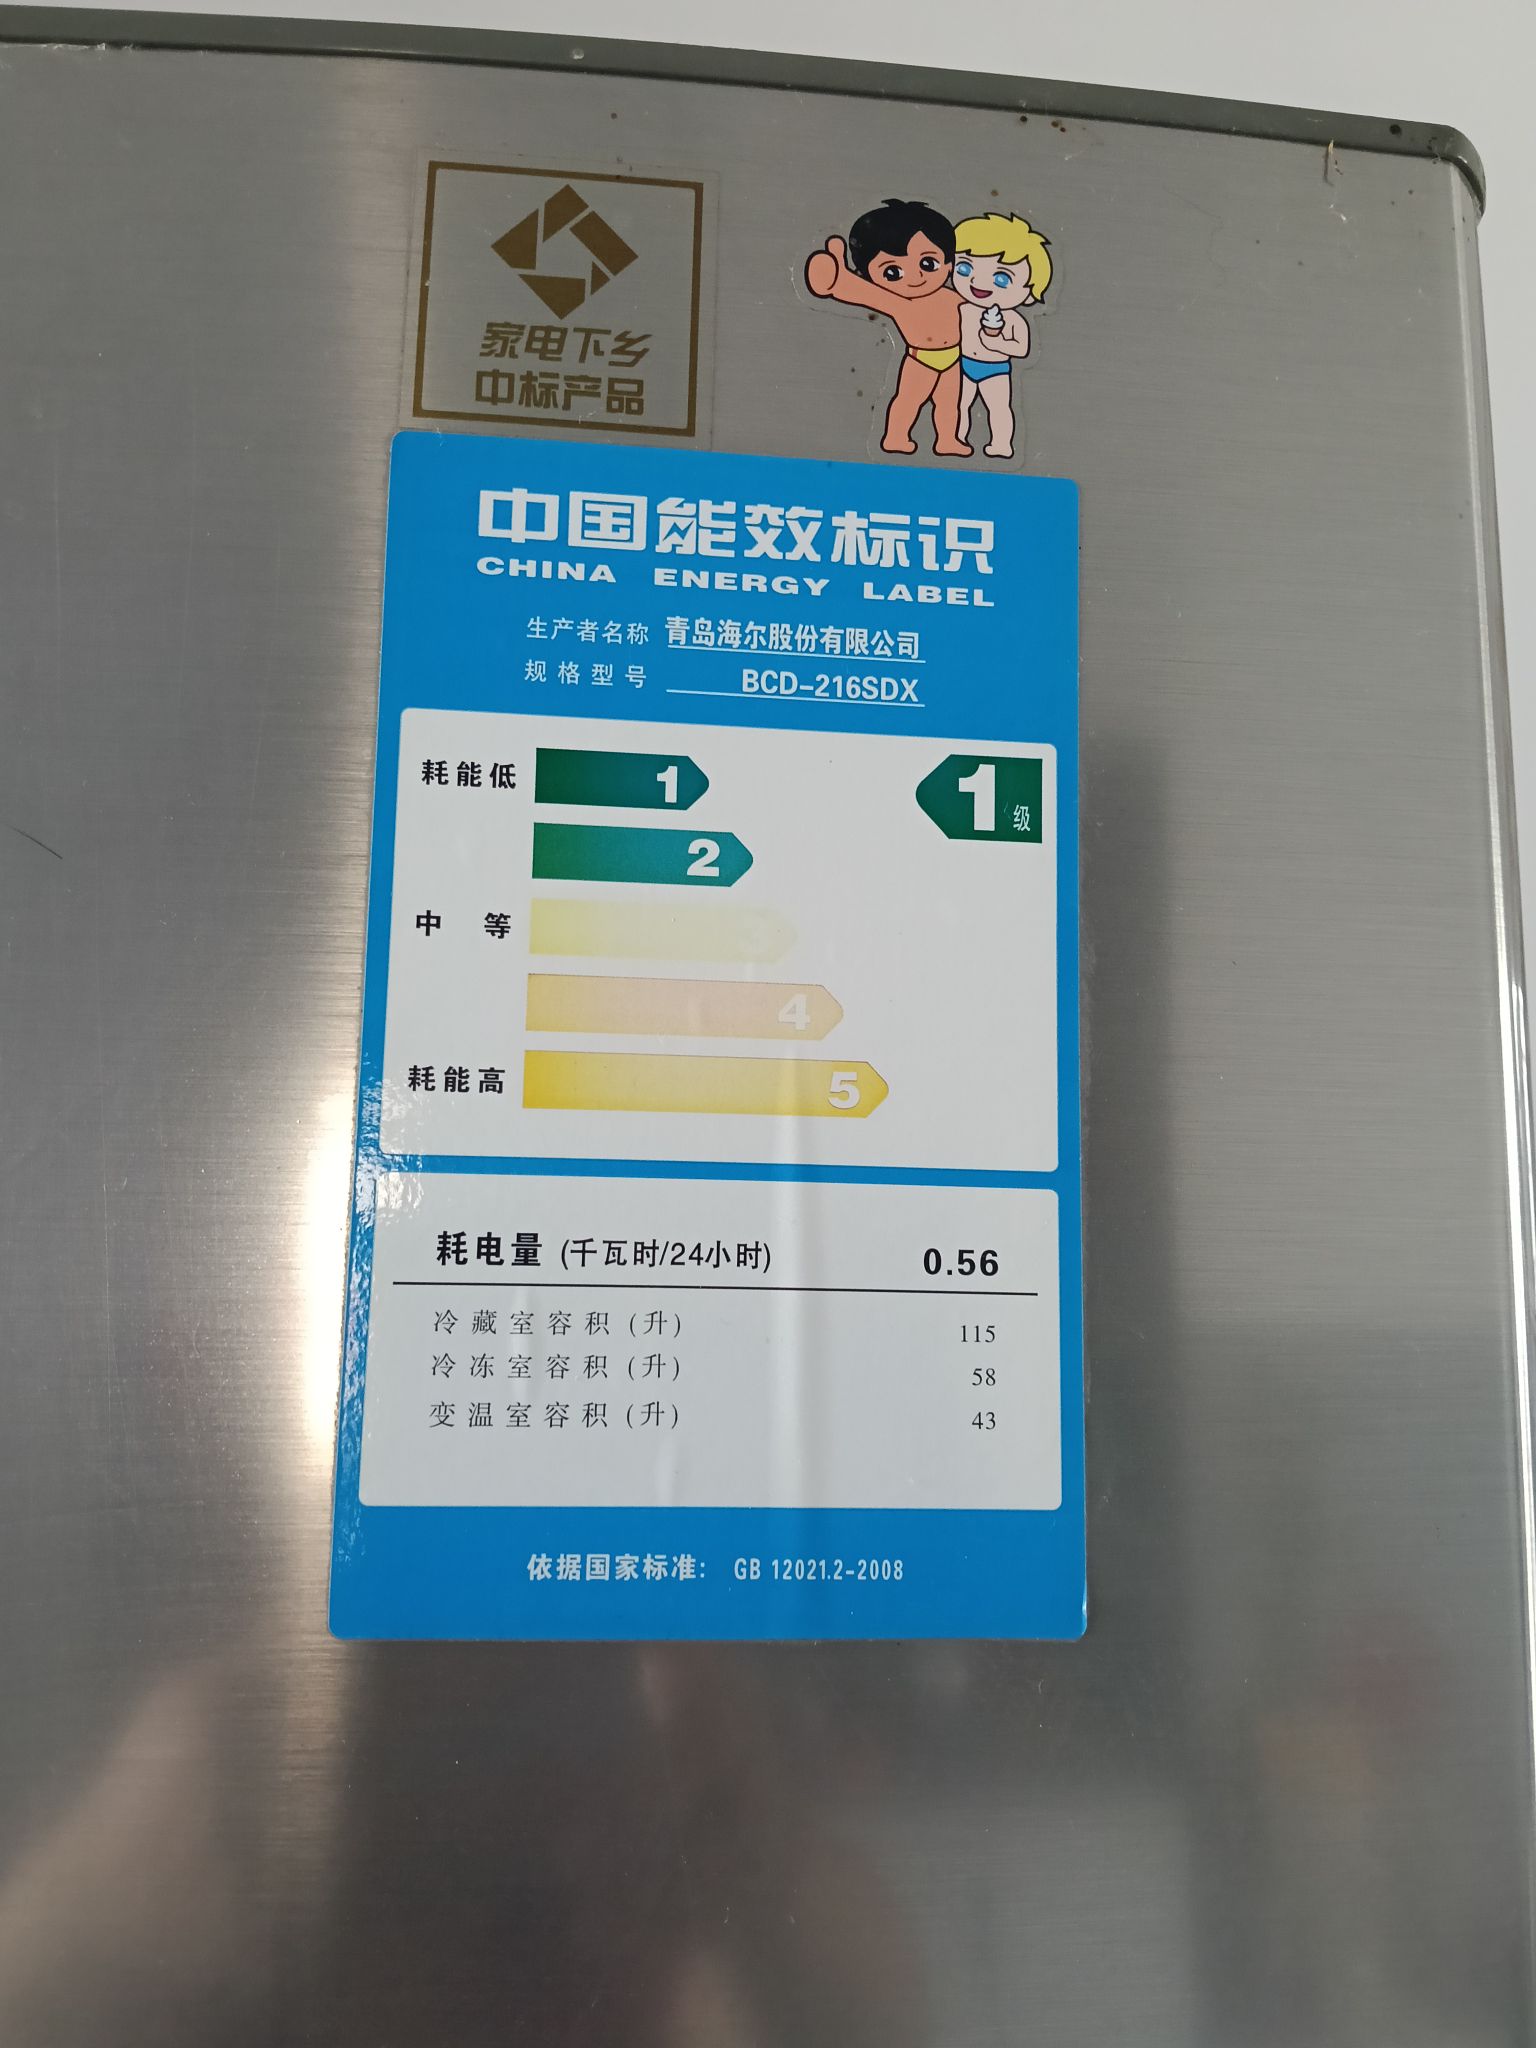 家电下乡
中标产品
中国能效标识
CHINA ENERGY LABEL
生产者名称 青岛海尔股份有限公司
规格型号 BCD-216SDX
耗能低 1 1级
2
中等 3
4
耗能高 5
耗电量 (千瓦时/24小时) 0.56
冷藏室容积(升) 115
冷冻室容积(升) 58
变温室容积(升) 43
依据国家标准: GB 12021.2-2008